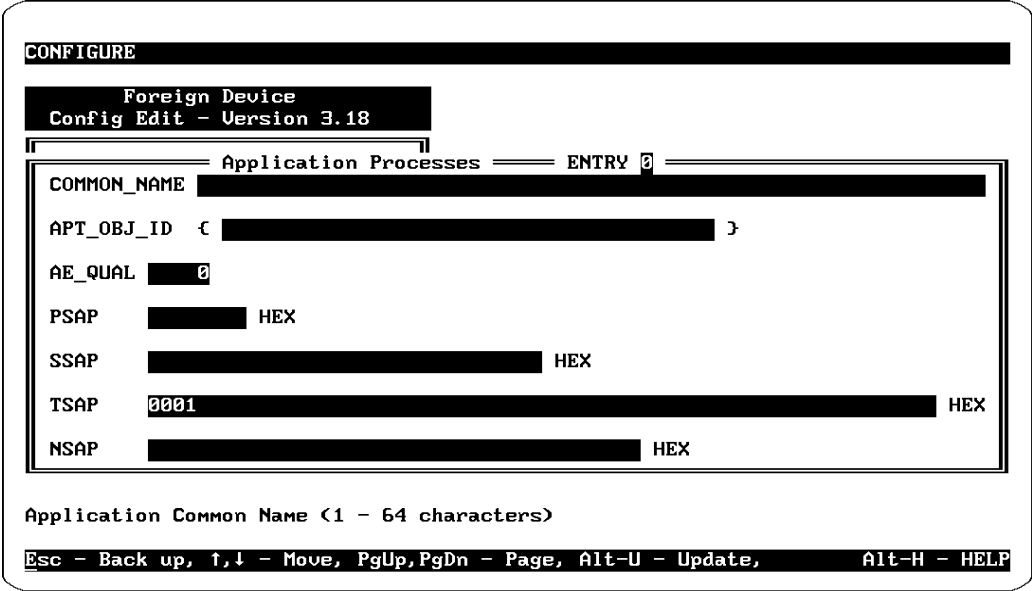 CONFIGURE
Foreign Device
Config Edit - Version 3.18
Application Processes ENTRY 0
COMMON_NAME
APT_OBJ_ID { }
AE_QUAL 0
PSAP HEX
SSAP HEX
TSAP 0001 HEX
NSAP HEX
Application Common Name (1 - 64 characters)
Esc - Back up, ↑,↓ - Move, PgUp,PgDn - Page, Alt-U - Update, Alt-H - HELP